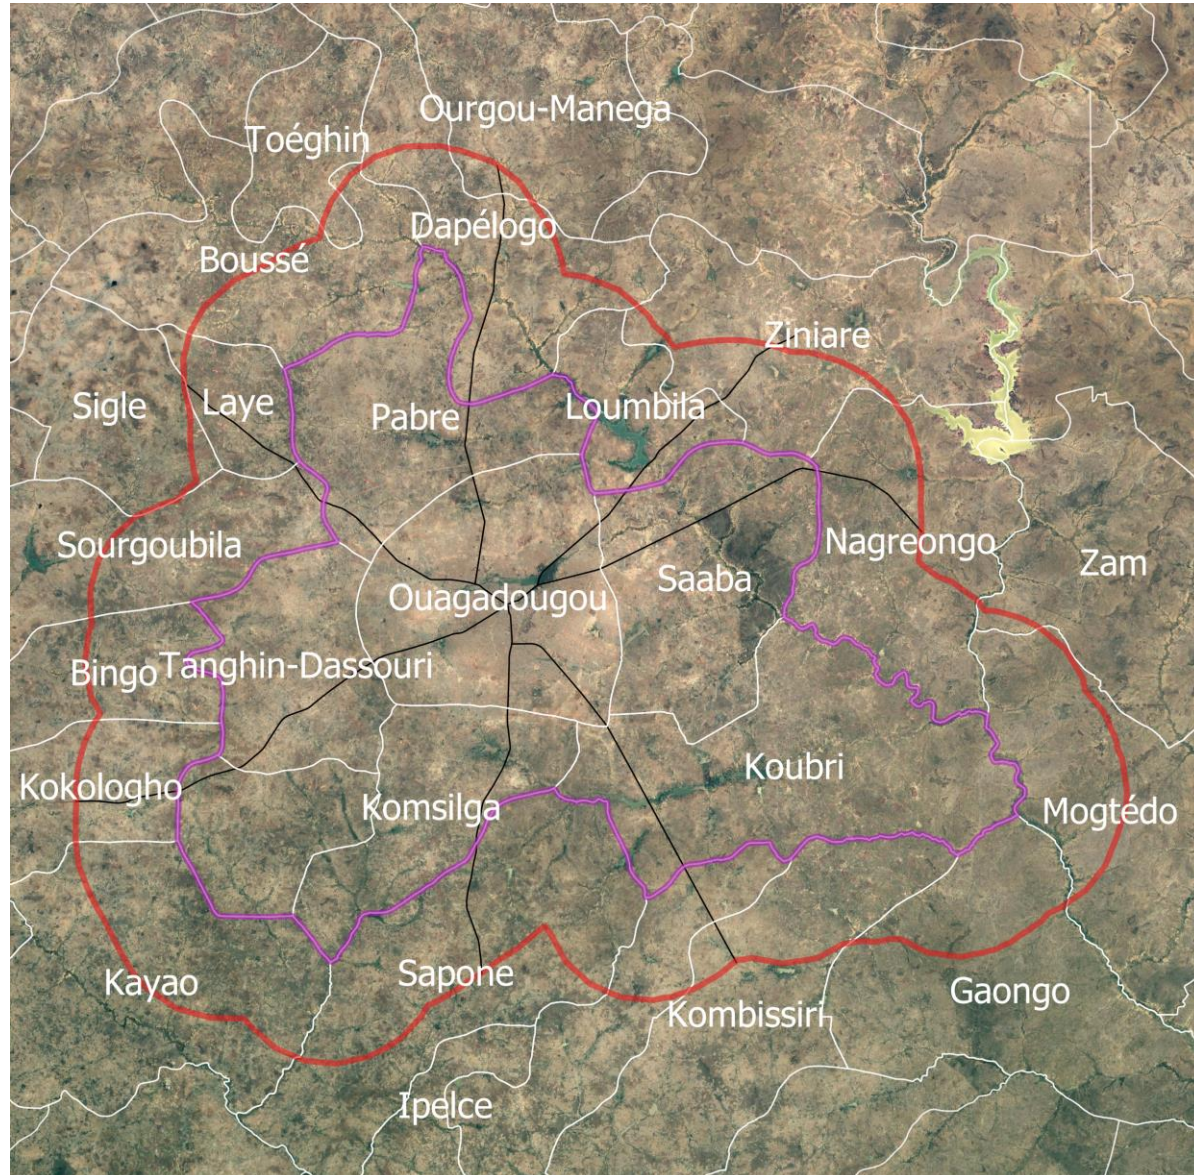 Ourgou-Manega
Toéghin
Dapélogo
Boussé
Ziniare
Sigle
Laye
Pabre
Loumbila
Sourgoubila
Nagreongo
Zam
Saaba
Ouagadougou
Bingo
Tanghin-Dassouri
Koubri
Kokologho
Komsilga
Mogtédo
Kayao
Sapone
Gaongo
Kombissiri
Ipelce